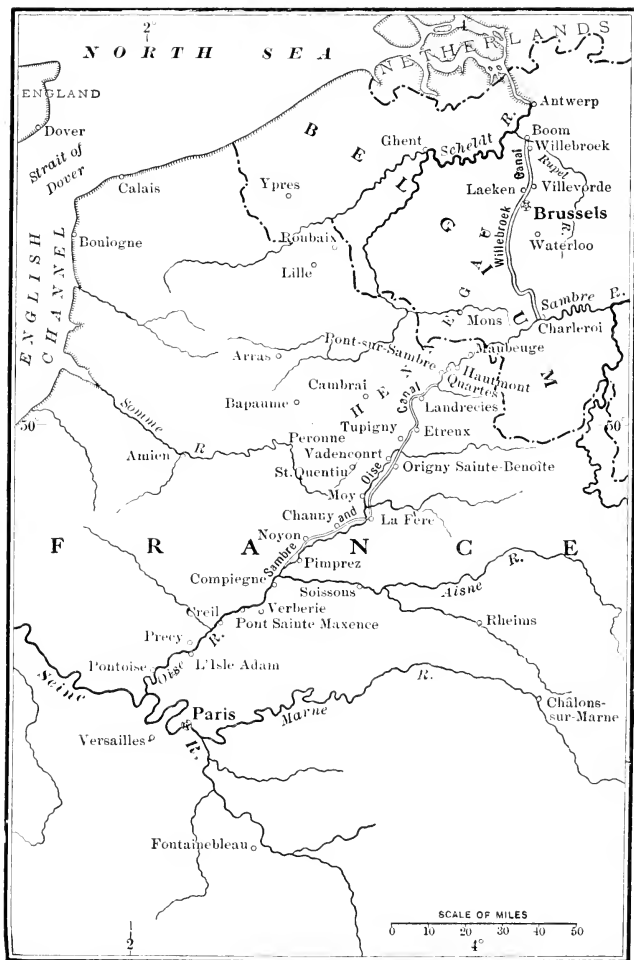 2°
4
NORTH SEA
NETHERLANDS
ENGLAND
Dover
Strait of
Dover
Calais
Boulogne
ENGLISH
CHANNEL
BELGIUM
Antwerp
Boom
Willebroek
Ghent
Scheldt R.
Rupel
R.
Canal
Willebroek
Laeken
Villevorde
Brussels
Waterloo
Ypres
Roubaix
Lille
Mons
Sambre R.
Charleroi
HENNEGAU
Arras
Pont-sur-Sambre
Maubeuge
Hautmont
Quartes
Cambrai
Bapaume
Canal
Landrecies
Somme
R
50°
50°
Tupigny
Etreux
Peronne
Vadencourt
Amien
St.Quentin
Oise
Origny Sainte-Benoîte
Moy
Chauny
and
La Fère
Noyon
FRANCE
Sambre
Pimprez
Compiegne
Soissons
Aisne
R.
Creil
Verberie
Pont Sainte Maxence
Rheims
Precy
R.
Pontoise
Oise
L'Isle Adam
Seine
R.
Paris
Marne
R.
Châlons-
sur-Marne
Versailles
Fontainebleau
SCALE OF MILES
0 10 20 30 40 50
2
4°